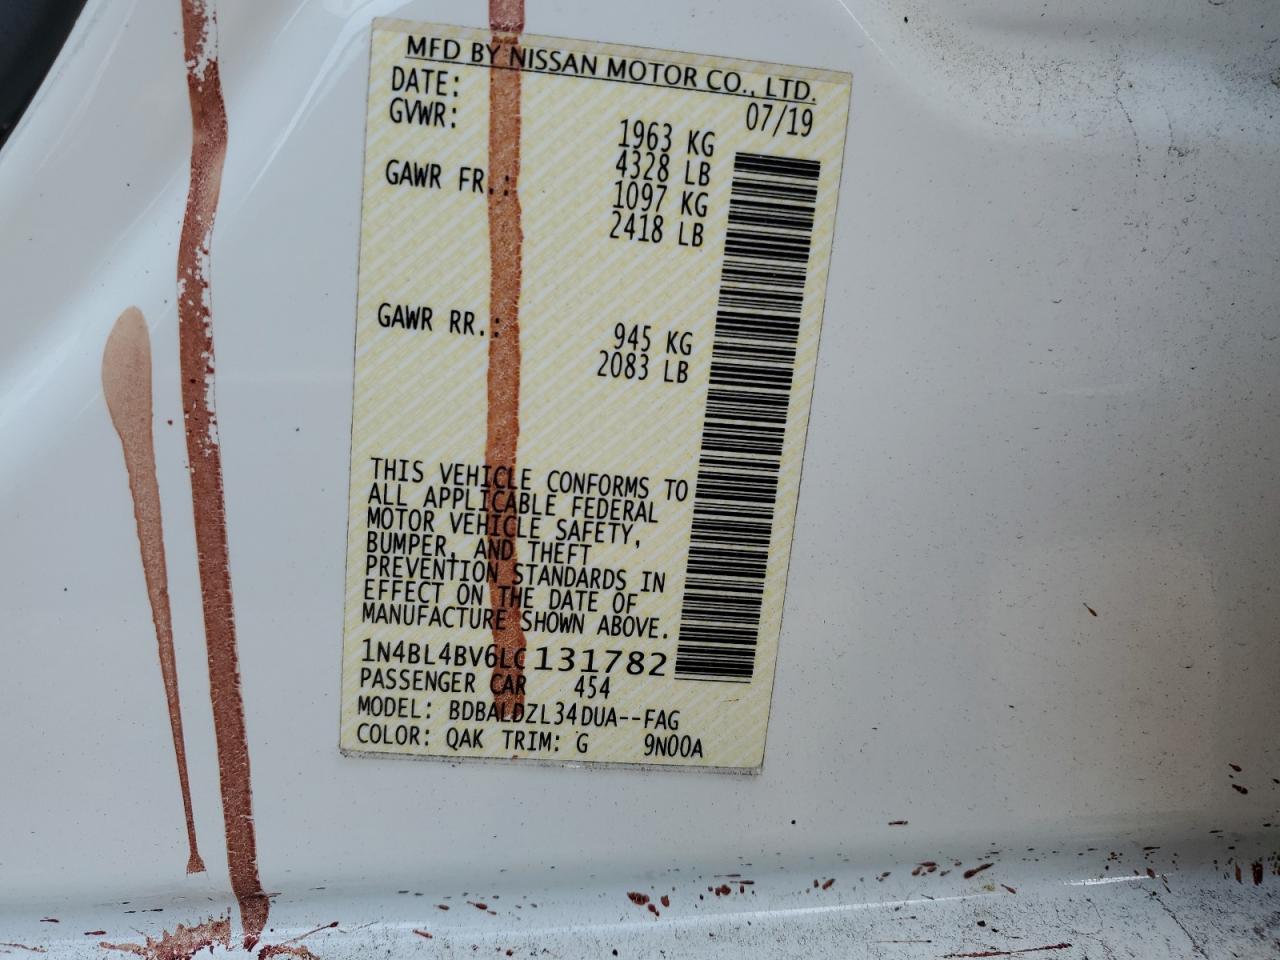 MFD BY NISSAN MOTOR CO., LTD.
DATE: 07/19
GVWR: 1963 KG
4328 LB
GAWR FR.: 1097 KG
2418 LB
GAWR RR.: 945 KG
2083 LB
THIS VEHICLE CONFORMS TO
ALL APPLICABLE FEDERAL
MOTOR VEHICLE SAFETY,
BUMPER, AND THEFT
PREVENTION STANDARDS IN
EFFECT ON THE DATE OF
MANUFACTURE SHOWN ABOVE.
1N4BL4BV6LC131782
PASSENGER CAR 454
MODEL: BDBALDZL34DUA--FAG
COLOR: QAK TRIM: G 9N00A